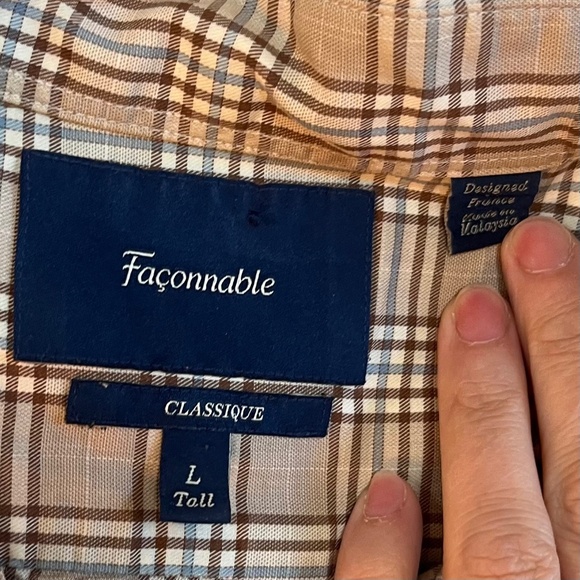 Façonnable
CLASSIQUE
L
Tall
Designed
France
Made in
Malaysia